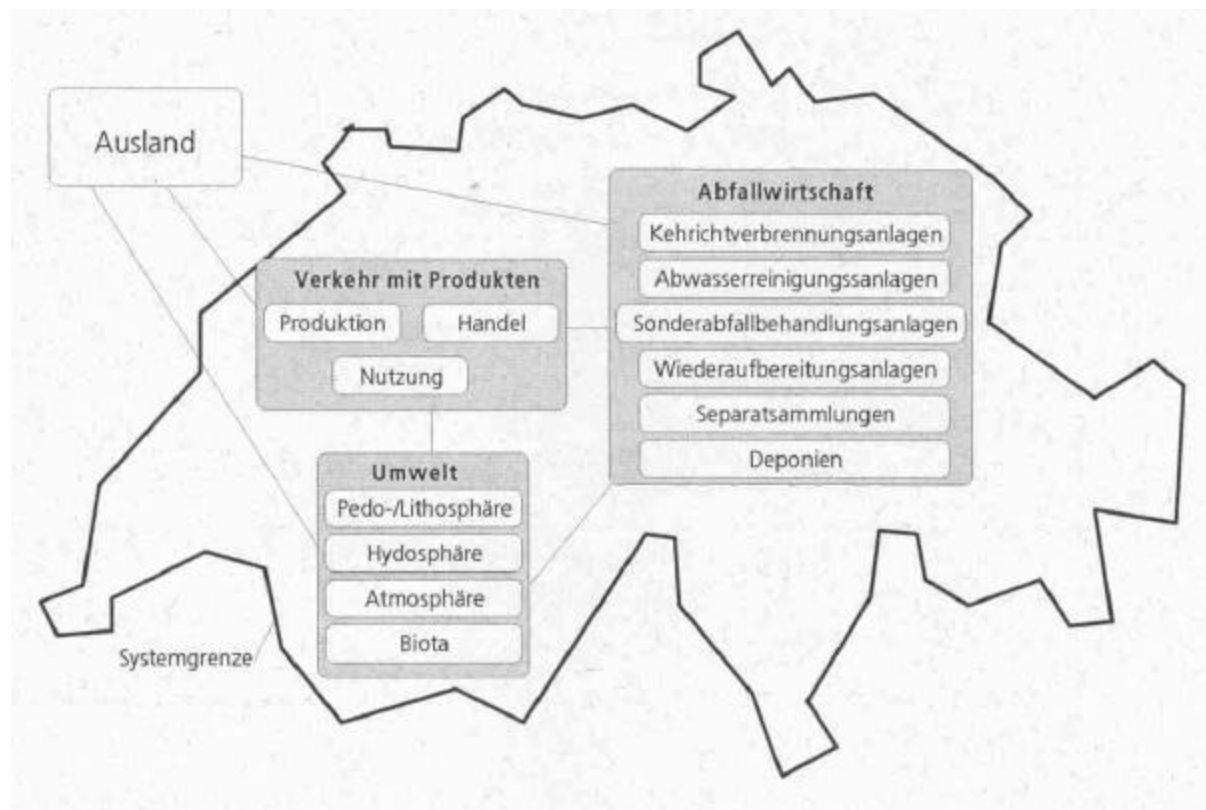 Ausland
Abfallwirtschaft
Kehrichtverbrennungsanlagen
Abwasserreinigungssanlagen
Sonderabfallbehandlungsanlagen
Wiederaufbereitungsanlagen
Separatsammlungen
Deponien
Verkehr mit Produkten
Produktion
Handel
Nutzung
Umwelt
Pedo-/Lithosphäre
Hydosphäre
Atmosphäre
Biota
Systemgrenze